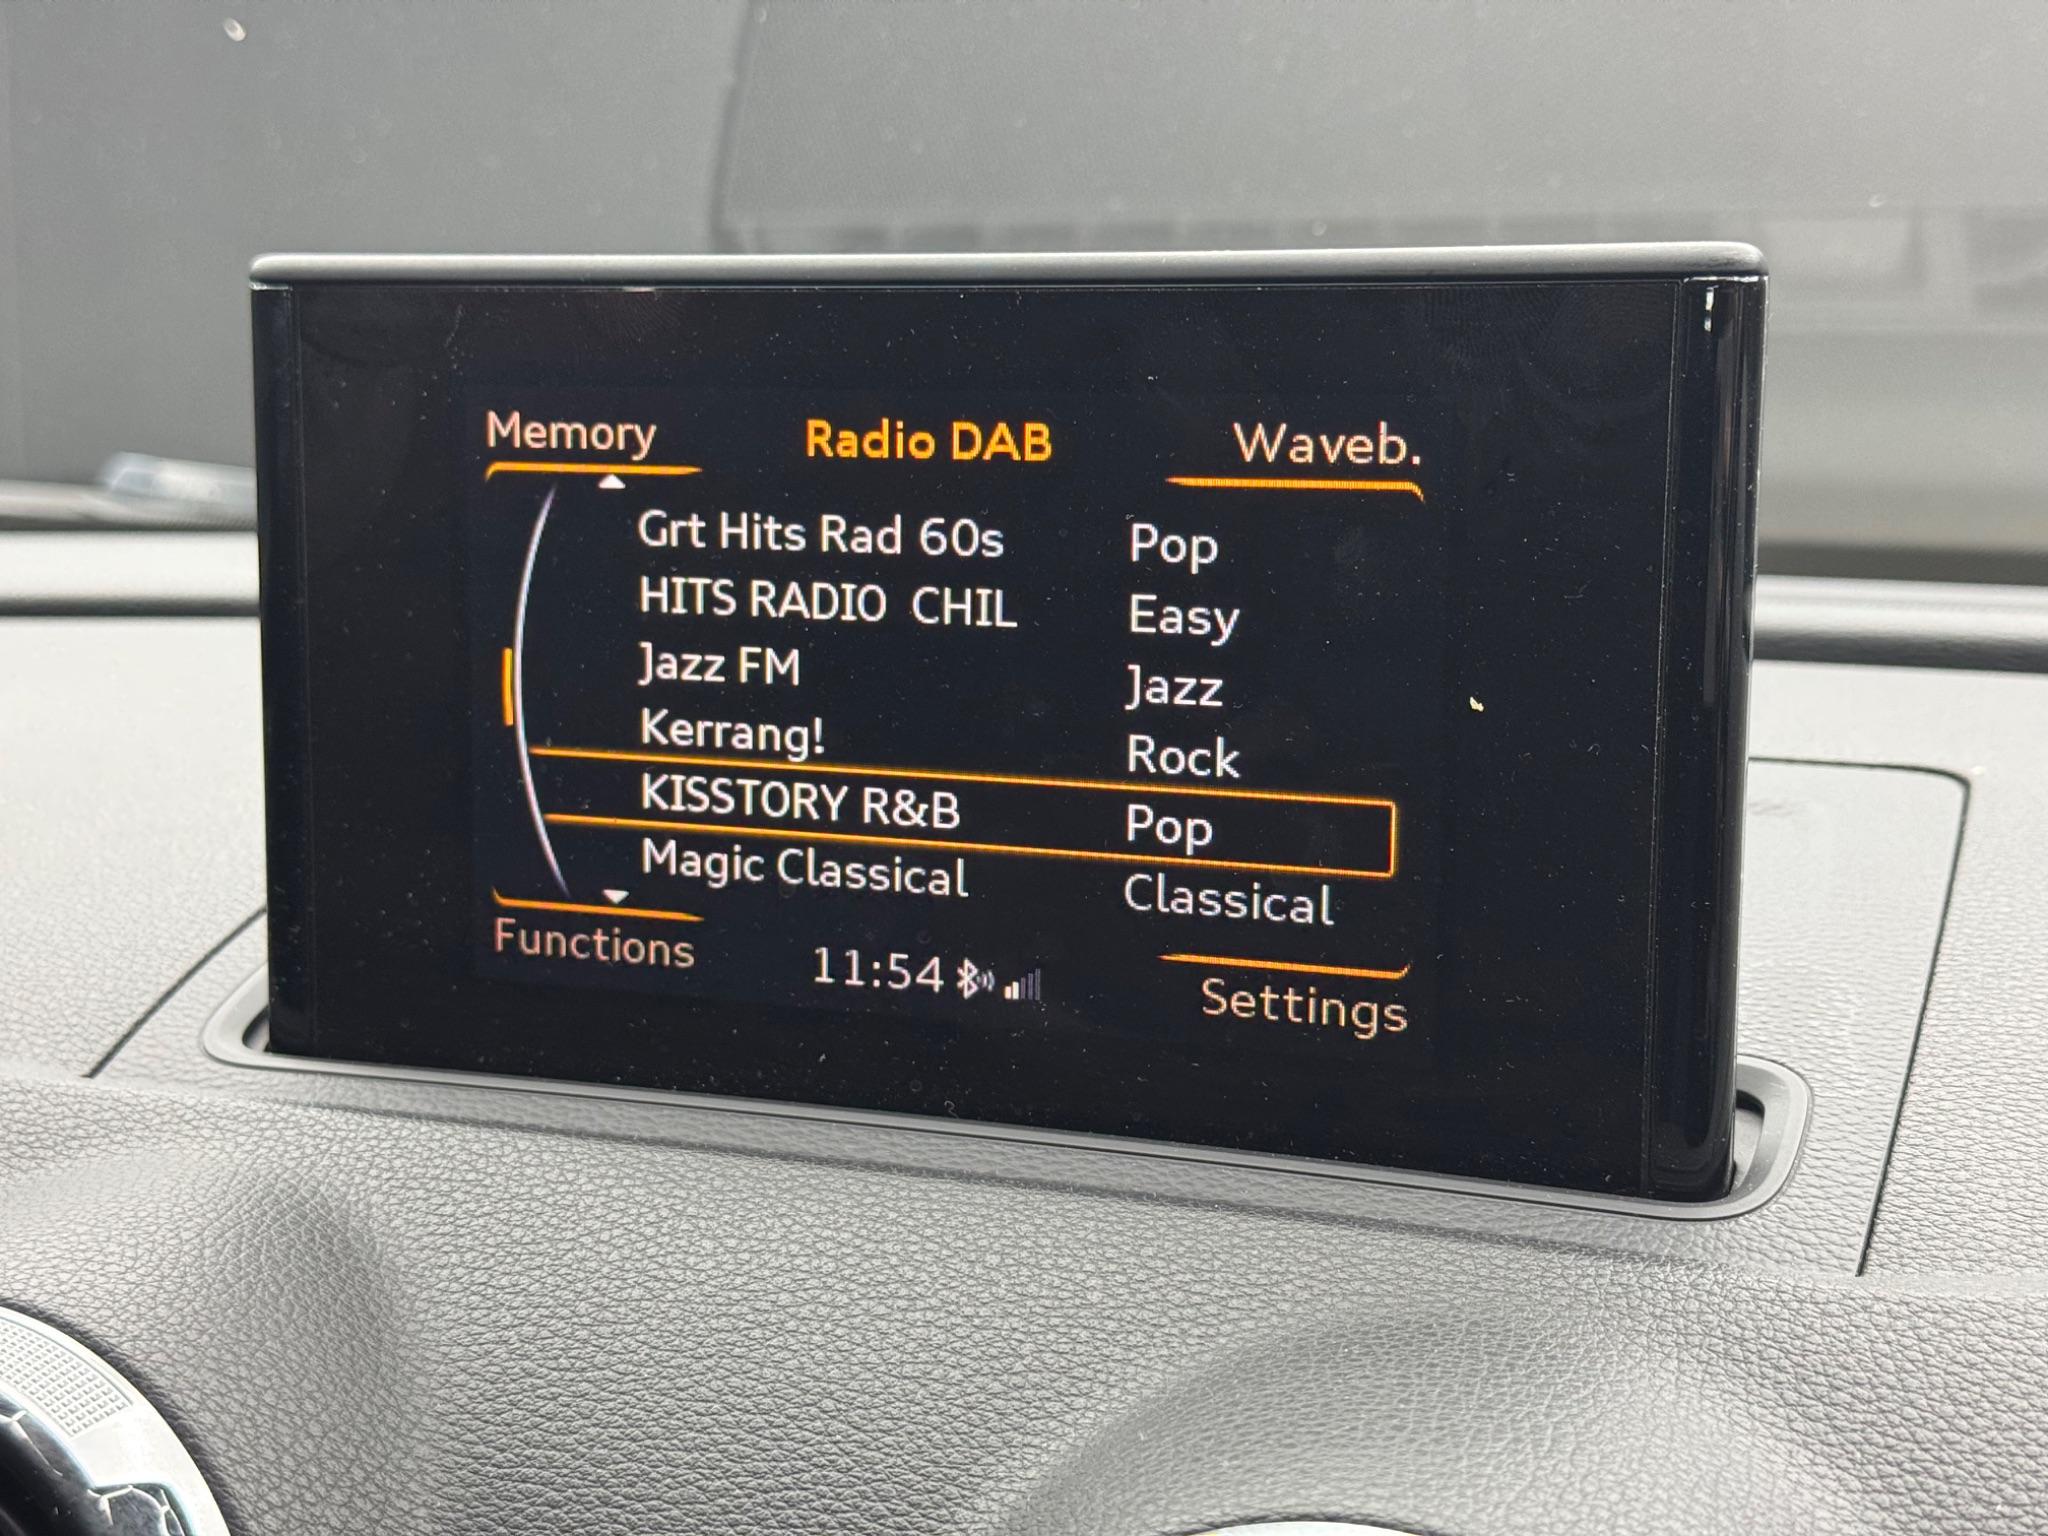 Memory Radio DAB Waveb.
Grt Hits Rad 60s Pop
HITS RADIO CHIL Easy
Jazz FM Jazz
Kerrang! Rock
KISSTORY R&B Pop
Magic Classical Classical
Functions 11:54 Settings